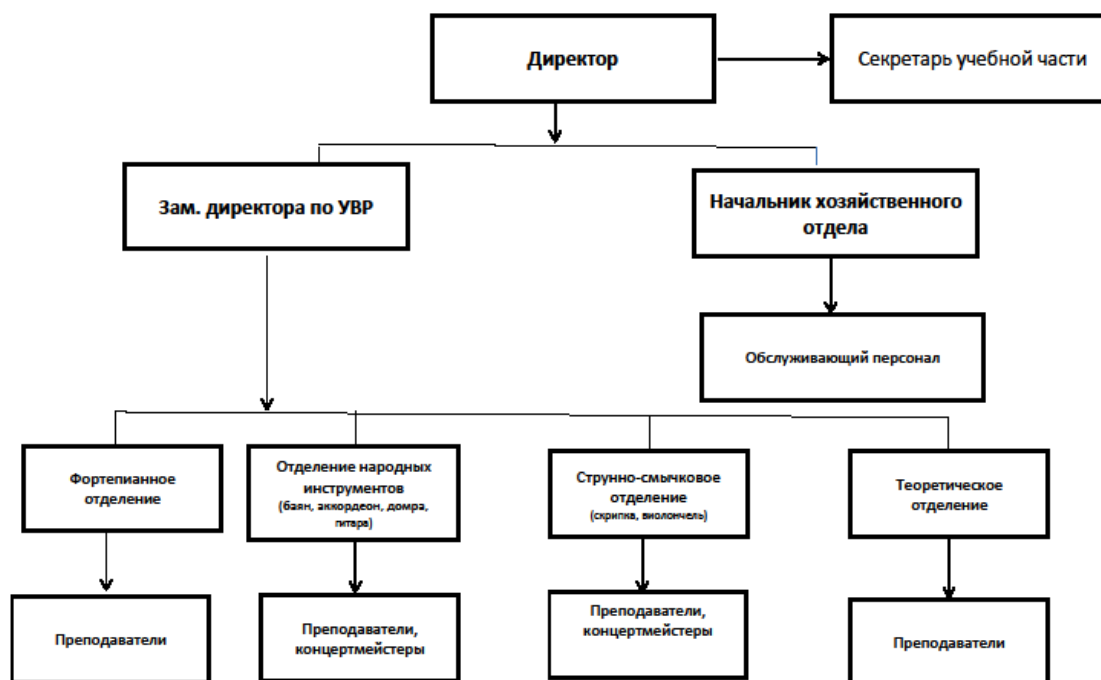 Директор
Секретарь учебной части
Зам. директора по УВР
Начальник хозяйственного
отдела
Обслуживающий персонал
Фортепианное
отделение
Отделение народных
инструментов
(баян, аккордеон, домра,
гитара)
Струнно-смычковое
отделение
(скрипка, виолончель)
Теоретическое
отделение
Преподаватели
Преподаватели,
концертмейстеры
Преподаватели,
концертмейстеры
Преподаватели